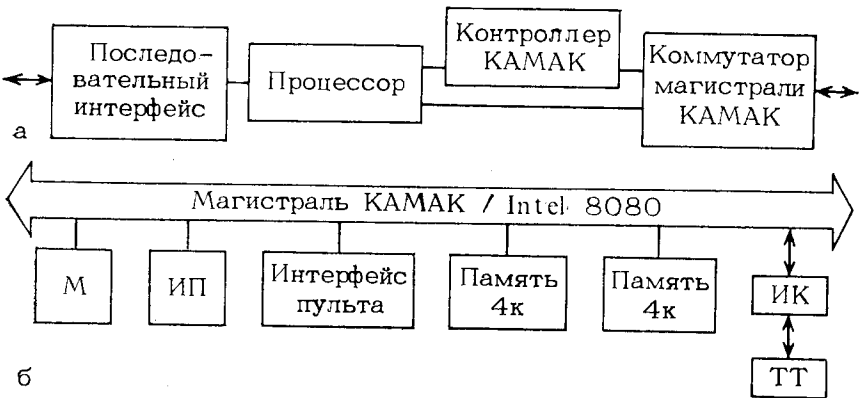 Последо-
вательный
интерфейс
Процессор
Контроллер
КАМАК
Коммутатор
магистрали
КАМАК
а
Магистраль КАМАК / Intel 8080
М
ИП
Интерфейс
пульта
Память
4к
Память
4к
ИК
ТТ
б